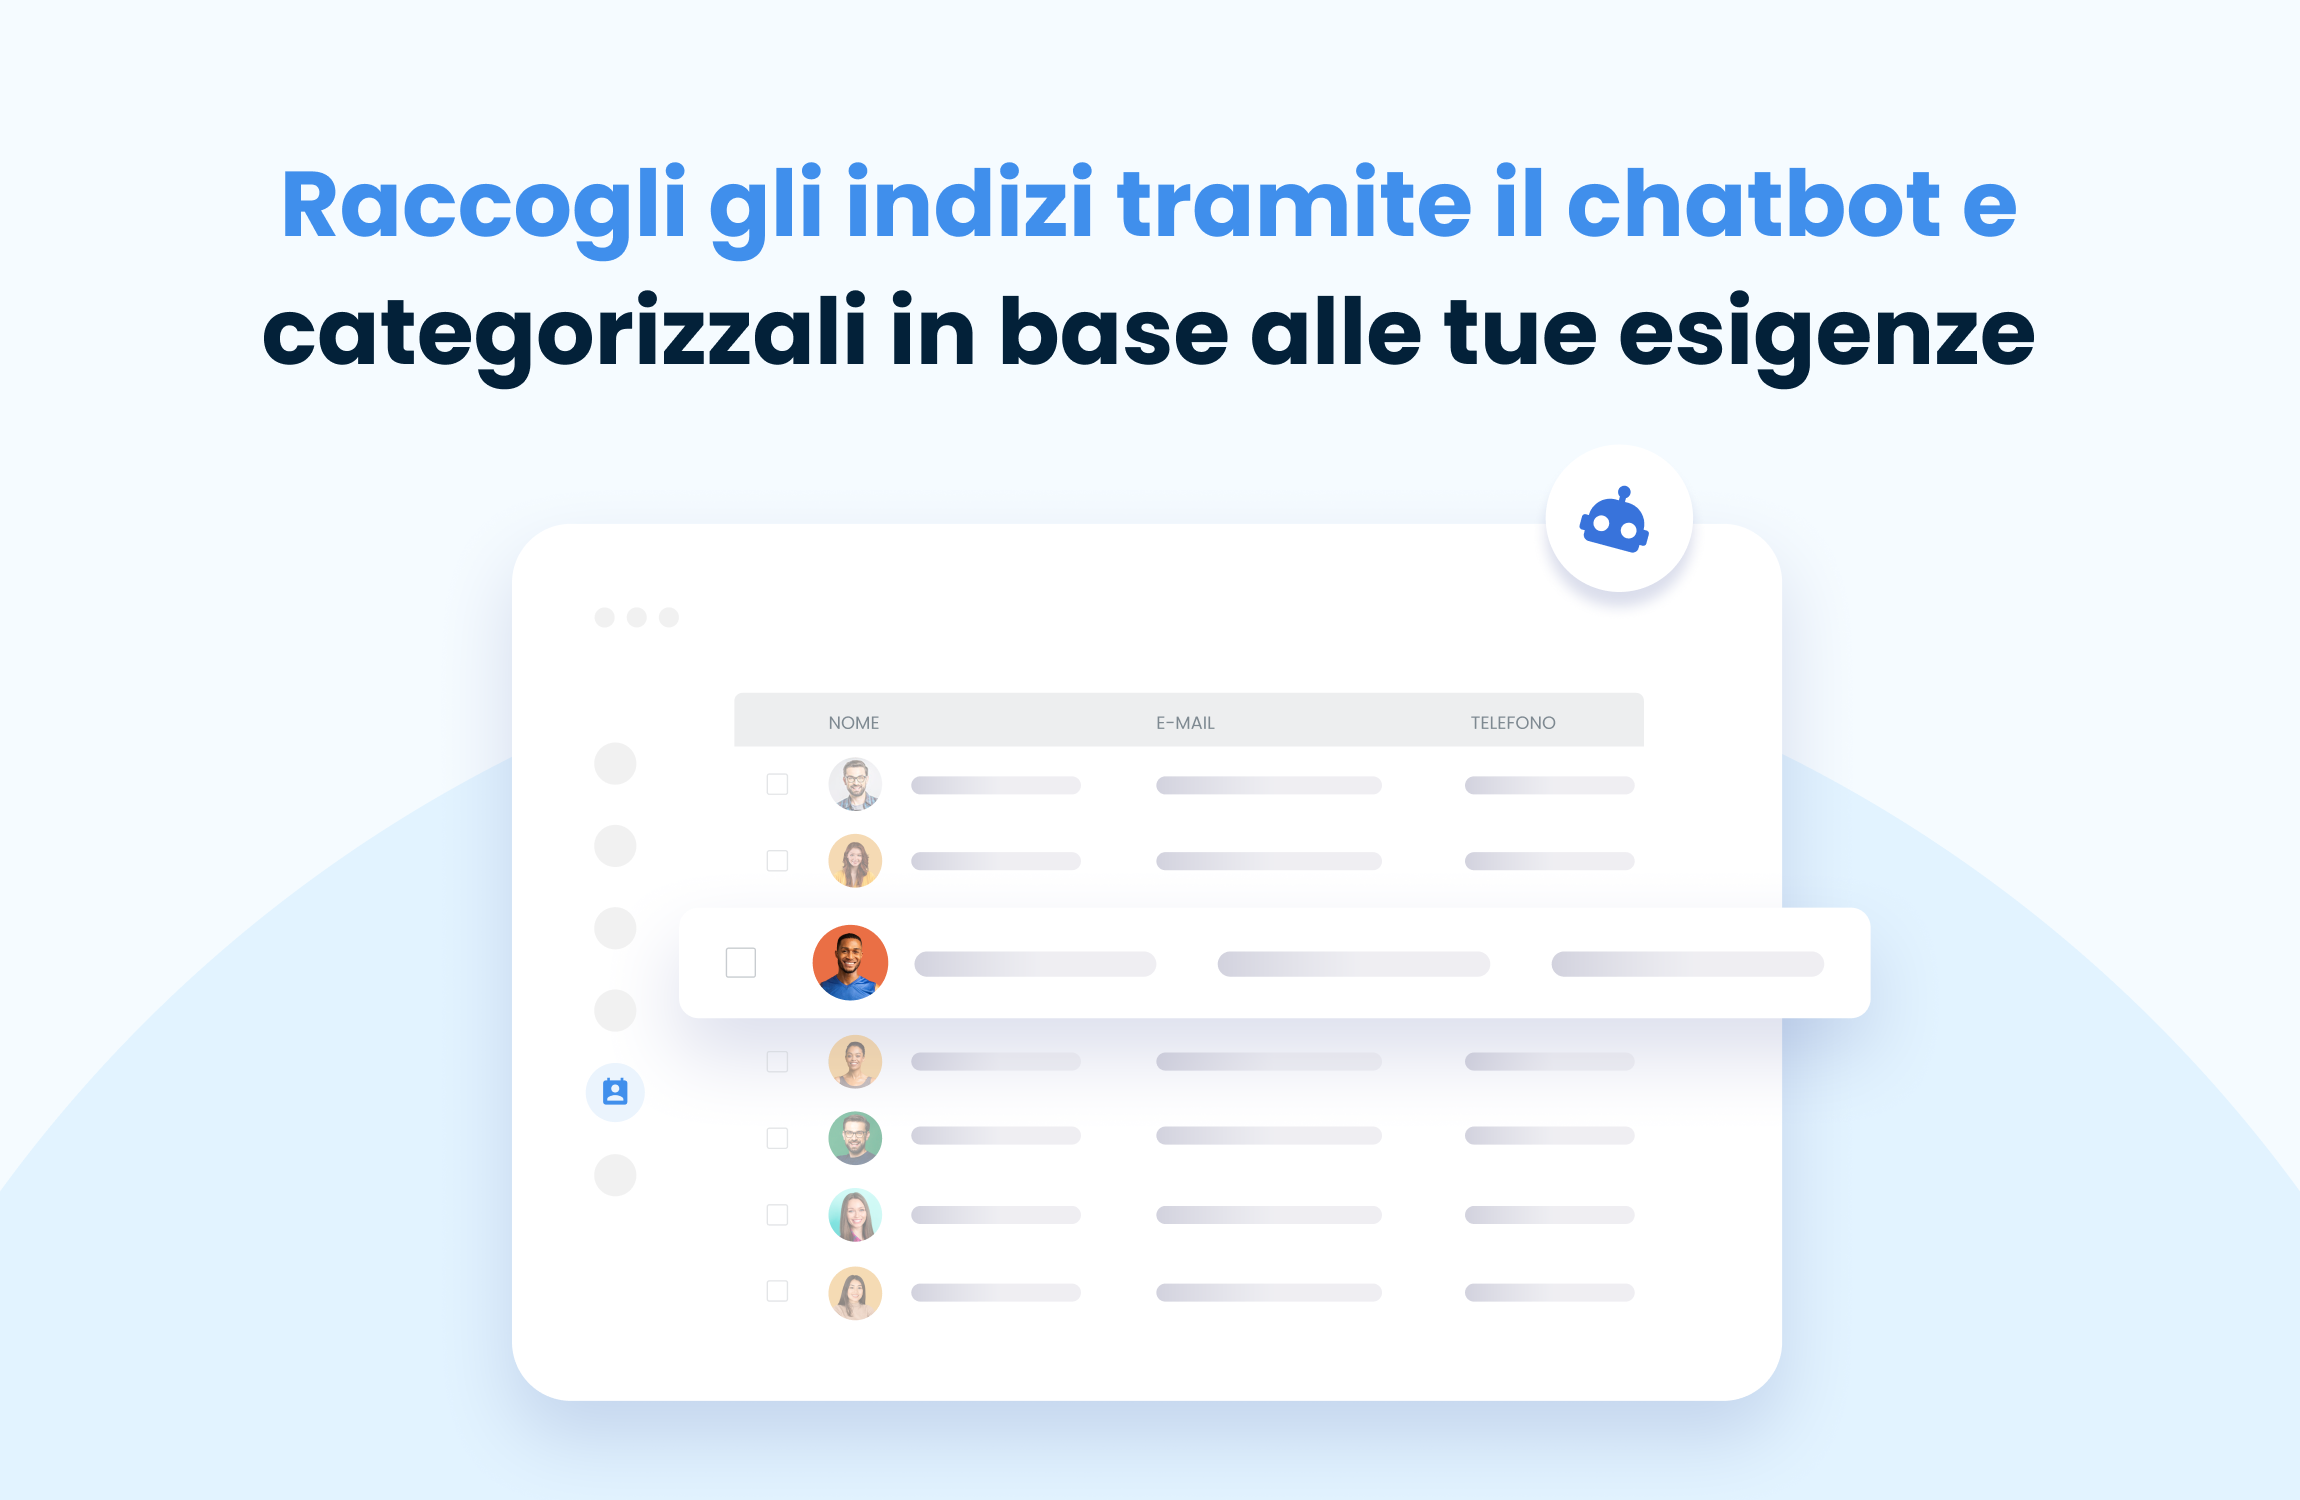 Raccogli gli indizi tramite il chatbot e
categorizzali in base alle tue esigenze
NOME E-MAIL TELEFONO